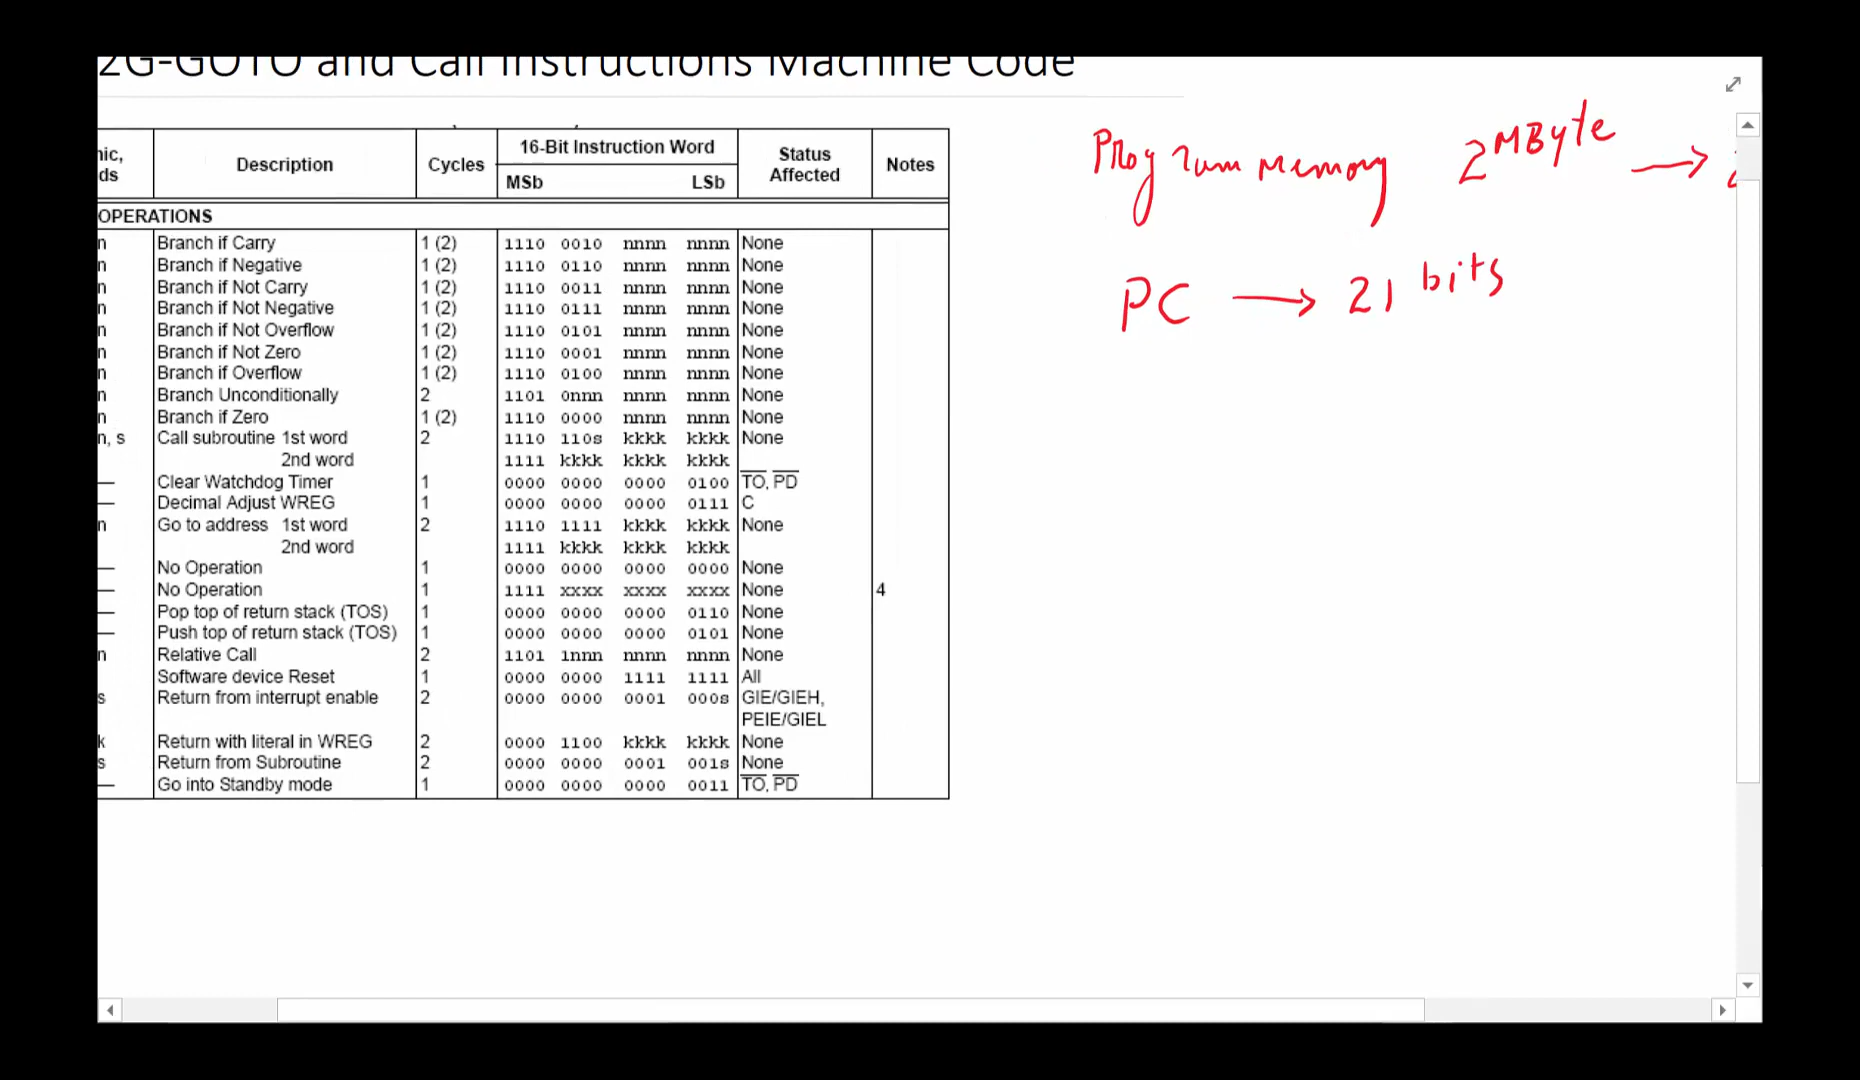 2G-GOTO and Call Instructions Machine Code
nic, ds Description Cycles 16-Bit Instruction Word MSb LSb Status Affected Notes
OPERATIONS
n Branch if Carry 1 (2) 1110 0010 nnnn nnnn None
n Branch if Negative 1 (2) 1110 0110 nnnn nnnn None
n Branch if Not Carry 1 (2) 1110 0011 nnnn nnnn None
n Branch if Not Negative 1 (2) 1110 0111 nnnn nnnn None
n Branch if Not Overflow 1 (2) 1110 0101 nnnn nnnn None
n Branch if Not Zero 1 (2) 1110 0001 nnnn nnnn None
n Branch if Overflow 1 (2) 1110 0100 nnnn nnnn None
n Branch Unconditionally 2 1101 0nnn nnnn nnnn None
n Branch if Zero 1 (2) 1110 0000 nnnn nnnn None
n, s Call subroutine 1st word 2 1110 110s kkkk kkkk None
2nd word 1111 kkkk kkkk kkkk
— Clear Watchdog Timer 1 0000 0000 0000 0100 TO, PD
— Decimal Adjust WREG 1 0000 0000 0000 0111 C
n Go to address 1st word 2 1110 1111 kkkk kkkk None
2nd word 1111 kkkk kkkk kkkk
— No Operation 1 0000 0000 0000 0000 None
— No Operation 1 1111 xxxx xxxx xxxx None 4
— Pop top of return stack (TOS) 1 0000 0000 0000 0110 None
— Push top of return stack (TOS) 1 0000 0000 0000 0101 None
n Relative Call 2 1101 1nnn nnnn nnnn None
Software device Reset 1 0000 0000 1111 1111 All
s Return from interrupt enable 2 0000 0000 0001 000s GIE/GIEH,
PEIE/GIEL
k Return with literal in WREG 2 0000 1100 kkkk kkkk None
s Return from Subroutine 2 0000 0000 0001 001s None
— Go into Standby mode 1 0000 0000 0000 0011 TO, PD
Program memory 2 MByte →
PC → 21 bits